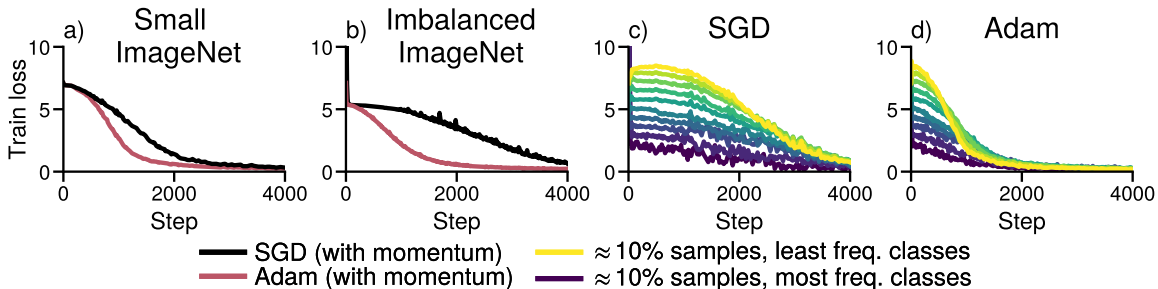 a) Small ImageNet
b) Imbalanced ImageNet
c) SGD
d) Adam
Train loss
10
5
0
0 2000 4000
Step
10
5
0
0 2000 4000
Step
10
5
0
0 2000 4000
Step
10
5
0
0 2000 4000
Step
SGD (with momentum)
Adam (with momentum)
≈10% samples, least freq. classes
≈10% samples, most freq. classes